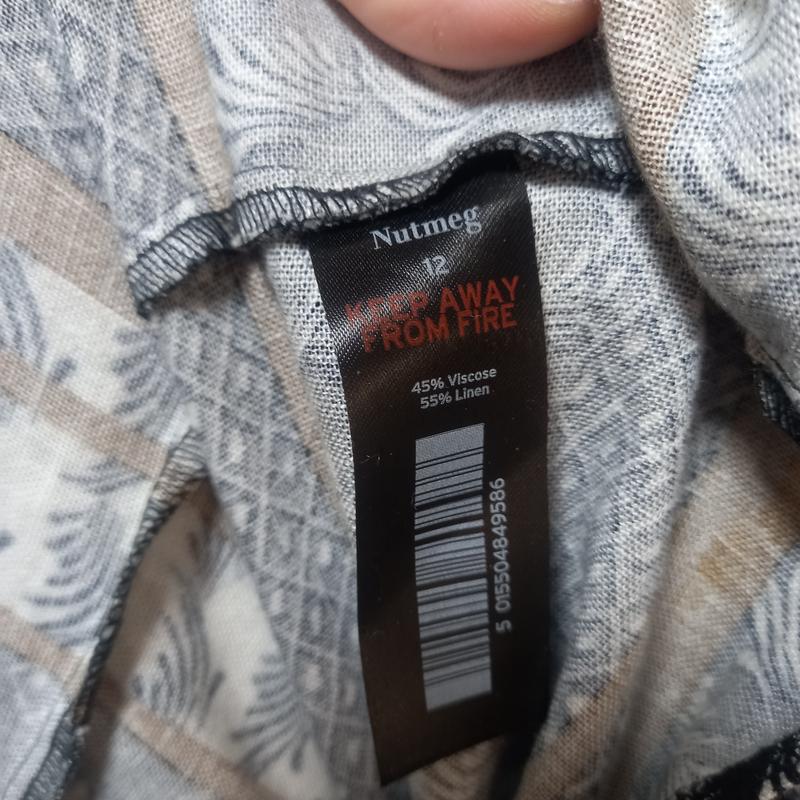 Nutmeg
12
KEEP AWAY
FROM FIRE
45% Viscose
55% Linen
5 015504849586